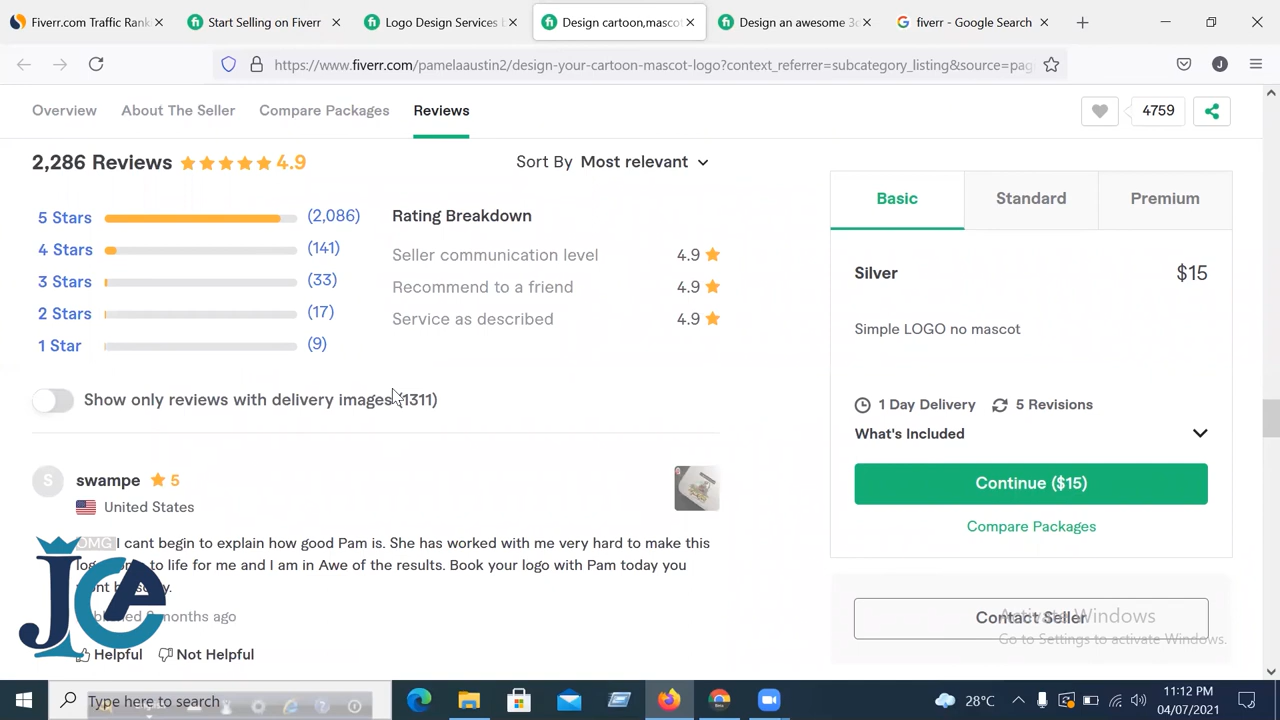 Fiverr.com Traffic Rank
Start Selling on Fiverr
Logo Design Services
Design cartoon,masco
Design an awesome 3d
fiverr - Google Search
https://www.fiverr.com/pamelaaustin2/design-your-cartoon-mascot-logo?context_referrer=subcategory_listing&source=pag
J
Overview
About The Seller
Compare Packages
Reviews
4759
2,286 Reviews 4.9
Sort By Most relevant
5 Stars (2,086)
4 Stars (141)
3 Stars (33)
2 Stars (17)
1 Star (9)
Rating Breakdown
Seller communication level 4.9
Recommend to a friend 4.9
Service as described 4.9
Show only reviews with delivery images (1311)
S
swampe 5
United States
OMG I cant begin to explain how good Pam is. She has worked with me very hard to make this
to life for me and I am in Awe of the results. Book your logo with Pam today you
months ago
Helpful Not Helpful
JCA
Basic
Standard
Premium
Silver $15
Simple LOGO no mascot
1 Day Delivery 5 Revisions
What's Included
Continue ($15)
Compare Packages
Contact Seller
Activate Windows
Go to Settings to activate Windows.
Type here to search
28°C
11:12 PM
04/07/2021